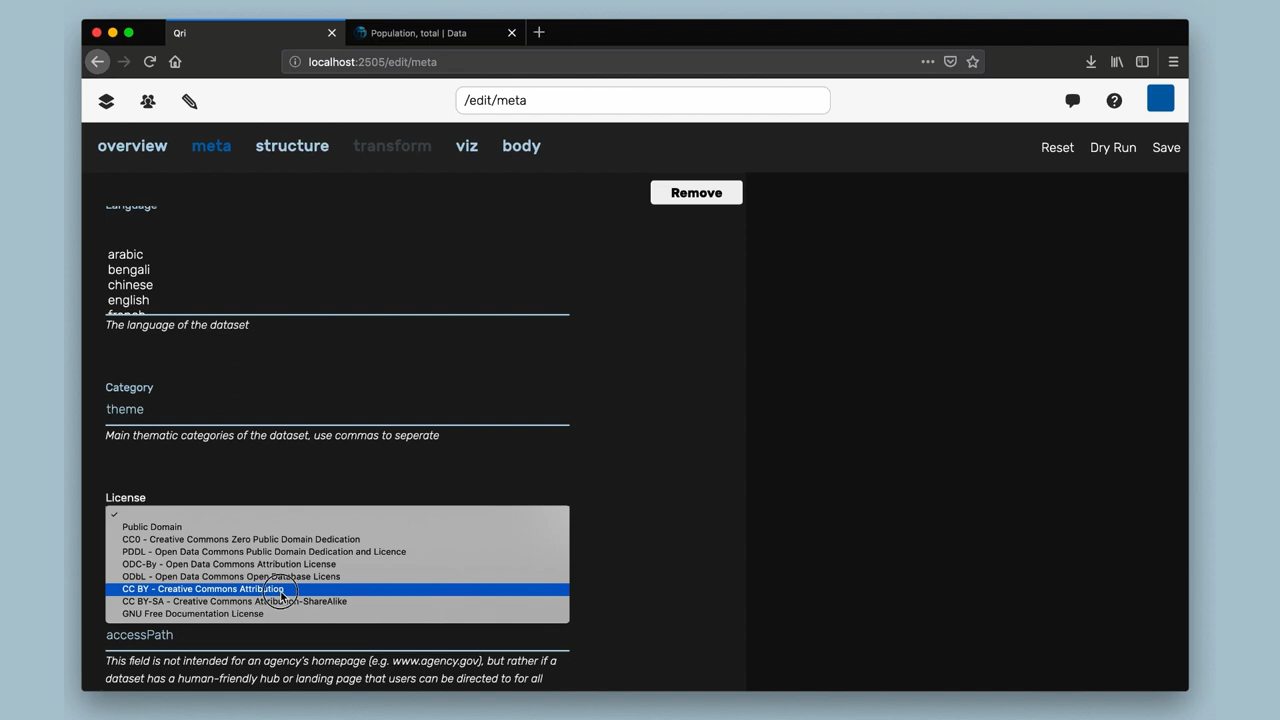 Qri
Population, total | Data
localhost:2505/edit/meta
/edit/meta
overview
meta
structure
transform
viz
body
Reset
Dry Run
Save
Remove
Language
arabic
bengali
chinese
english
french
The language of the dataset
Category
theme
Main thematic categories of the dataset, use commas to seperate
License
Public Domain
CC0 - Creative Commons Zero Public Domain Dedication
PDDL - Open Data Commons Public Domain Dedication and Licence
ODC-By - Open Data Commons Attribution License
ODbL - Open Data Commons Open Database Licens
CC BY - Creative Commons Attribution
CC BY-SA - Creative Commons Attribution-ShareAlike
GNU Free Documentation License
accessPath
This field is not intended for an agency's homepage (e.g. www.agency.gov), but rather if a
dataset has a human-friendly hub or landing page that users can be directed to for all